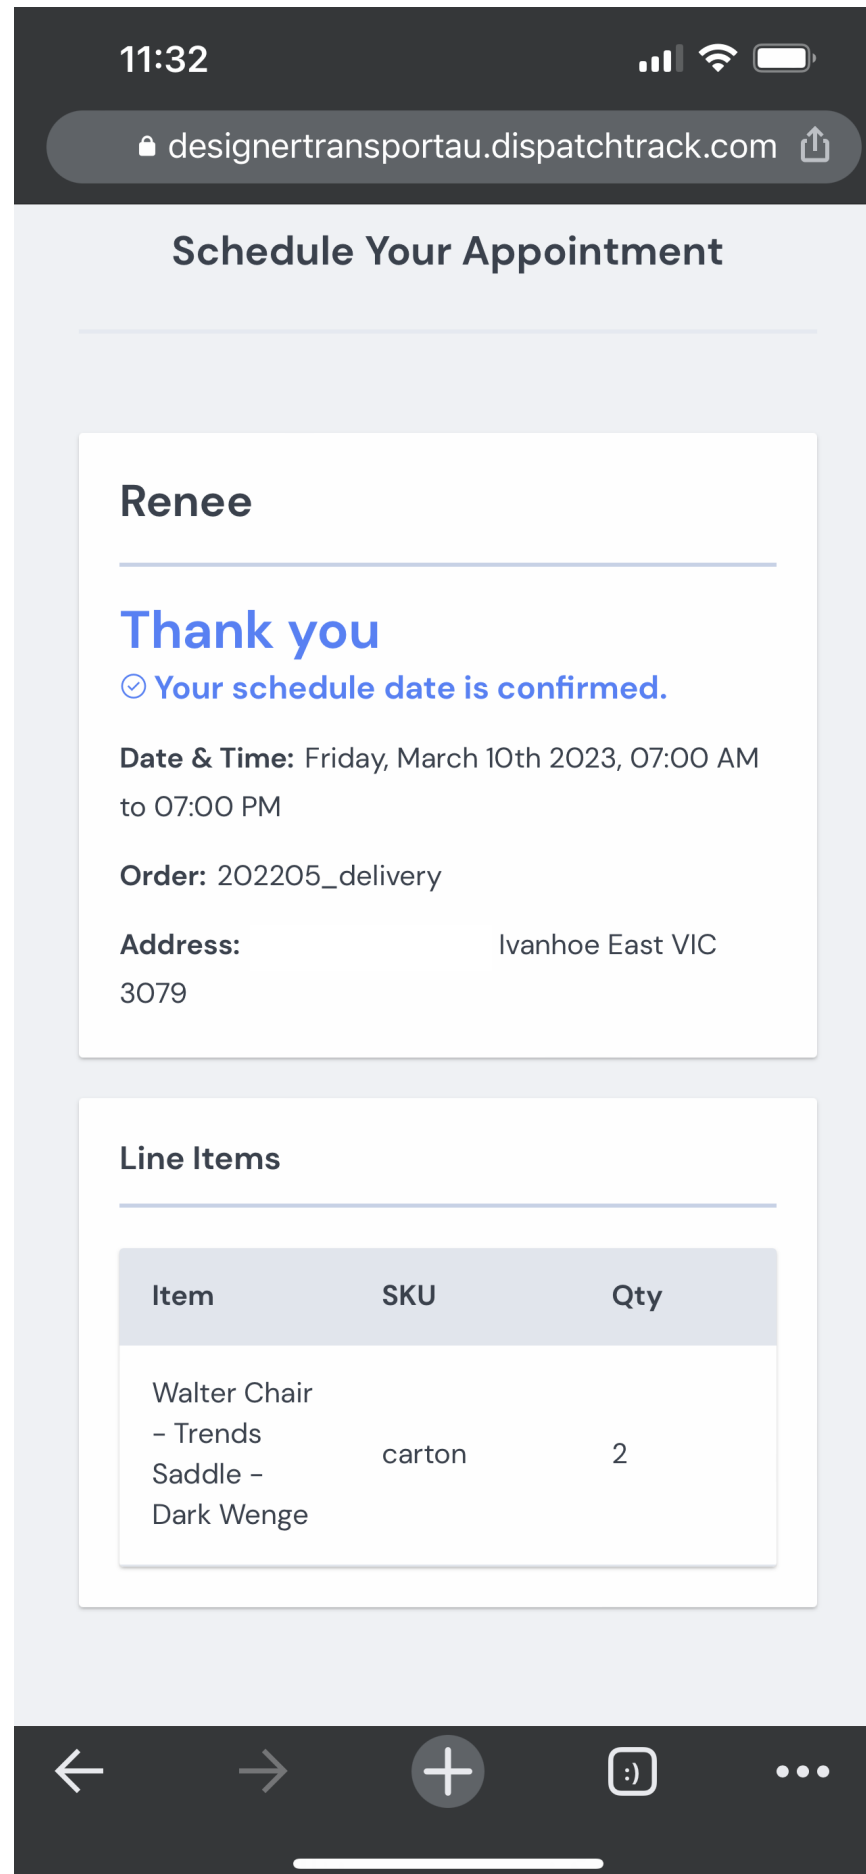 11:32
designertransportau.dispatchtrack.com
Schedule Your Appointment
Renee
Thank you
Your schedule date is confirmed.
Date & Time: Friday, March 10th 2023, 07:00 AM
to 07:00 PM
Order: 202205_delivery
Address: Ivanhoe East VIC
3079
Line Items
Item SKU Qty
Walter Chair
- Trends
Saddle -
Dark Wenge
carton
2
:)